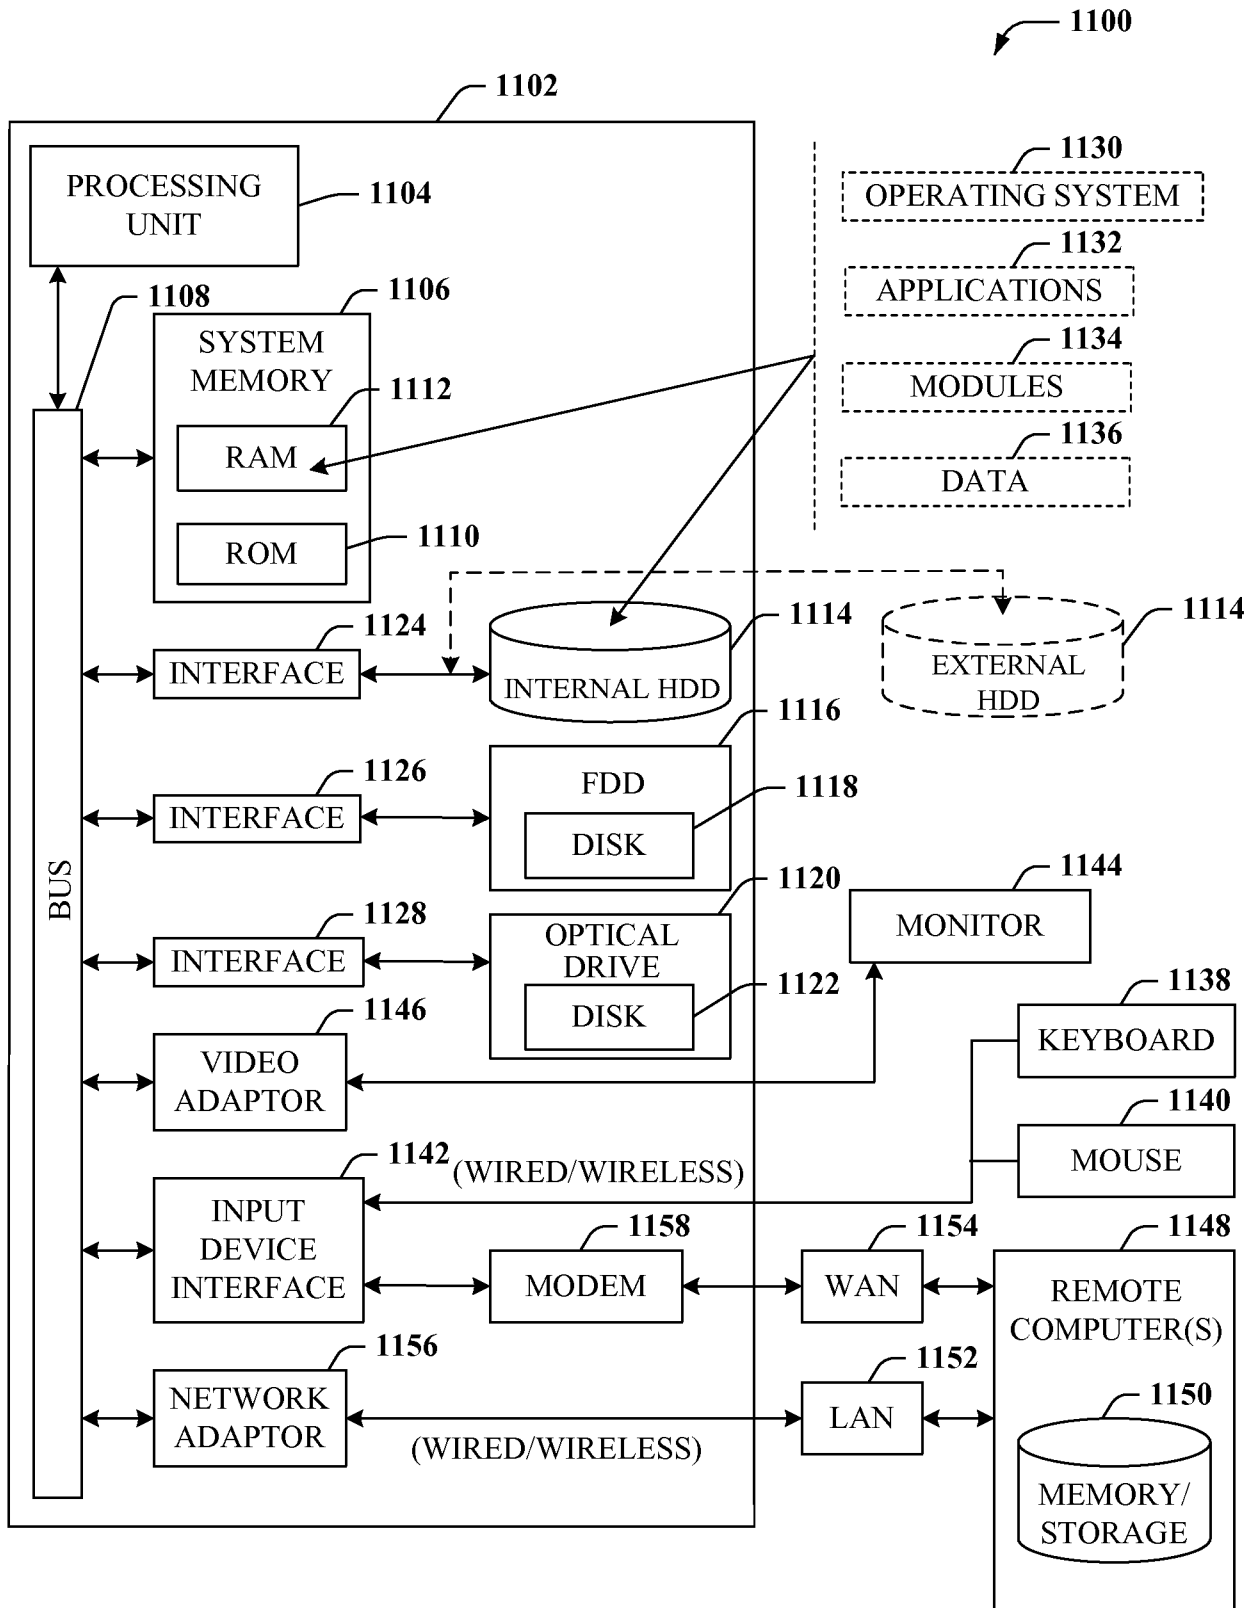 1100
1102
PROCESSING
UNIT
1104
1108
1106
SYSTEM
MEMORY
1112
RAM
ROM
1110
1130
OPERATING SYSTEM
1132
APPLICATIONS
1134
MODULES
1136
DATA
1124
INTERFACE
1114
INTERNAL HDD
1114
EXTERNAL
HDD
1116
FDD
1126
INTERFACE
1118
DISK
BUS
1120
OPTICAL
DRIVE
1128
INTERFACE
1122
DISK
1144
MONITOR
1146
VIDEO
ADAPTOR
1138
KEYBOARD
1140
MOUSE
1142
(WIRED/WIRELESS)
INPUT
DEVICE
INTERFACE
1158
MODEM
1154
WAN
1148
REMOTE
COMPUTER(S)
1156
NETWORK
ADAPTOR
(WIRED/WIRELESS)
1152
LAN
1150
MEMORY/
STORAGE